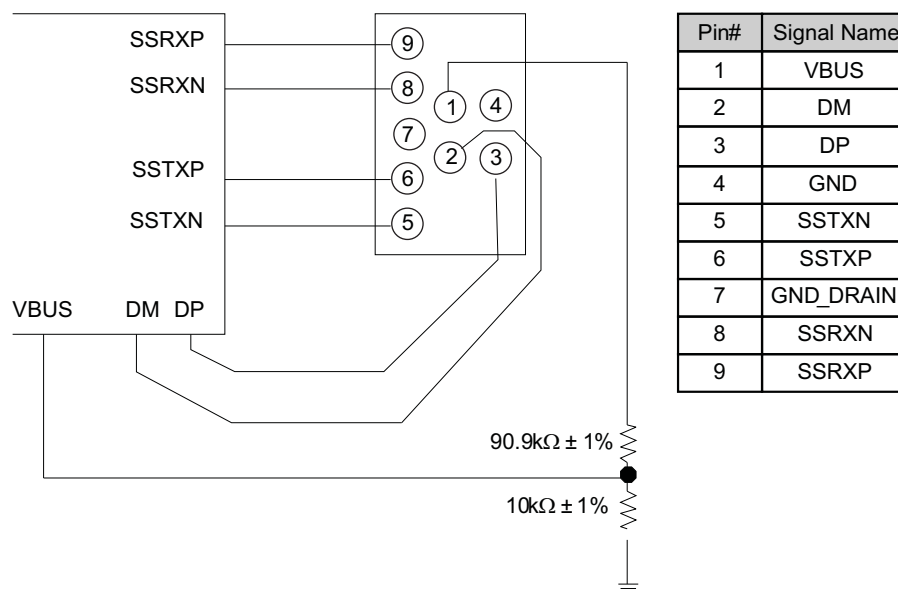 SSRXP
SSRXN
SSTXP
SSTXN
VBUS DM DP
9
8
1 4
7
2 3
6
5
90.9kΩ ± 1%
10kΩ ± 1%
Pin# Signal Name
1 VBUS
2 DM
3 DP
4 GND
5 SSTXN
6 SSTXP
7 GND_DRAIN
8 SSRXN
9 SSRXP